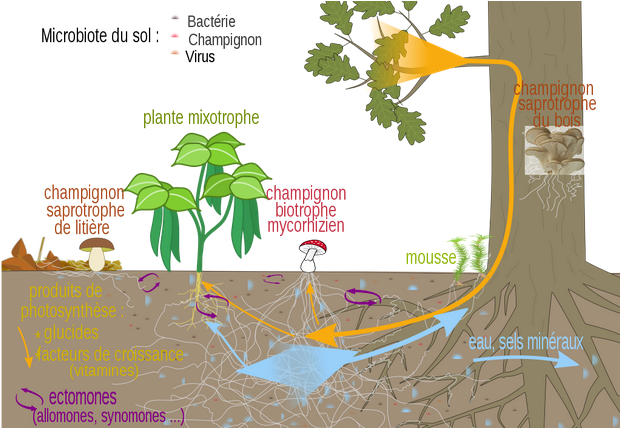 Microbiote du sol :
Bactérie
Champignon
Virus
champignon
saprotrophe
du bois
plante mixotrophe
champignon
saprotrophe
de litière
champignon
biotrophe
mycorhizien
mousse
produits de
photosynthèse :
* glucides
* facteurs de croissance
(vitamines)
eau, sels minéraux
ectomones
(allomones, synomones ...)